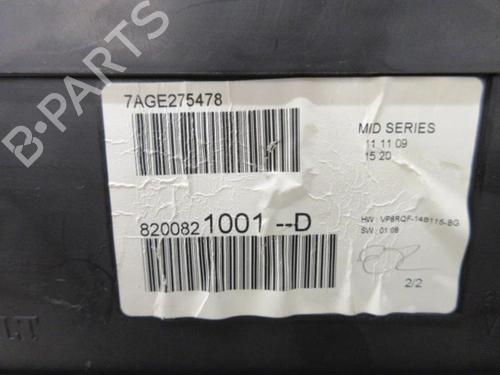 B-PARTS
7AGE275478
MID SERIES
11 11 09
15 20
8200821001 --D
HW : VP8RQF-14B115-BG
SW : 01 08
2/2
LT